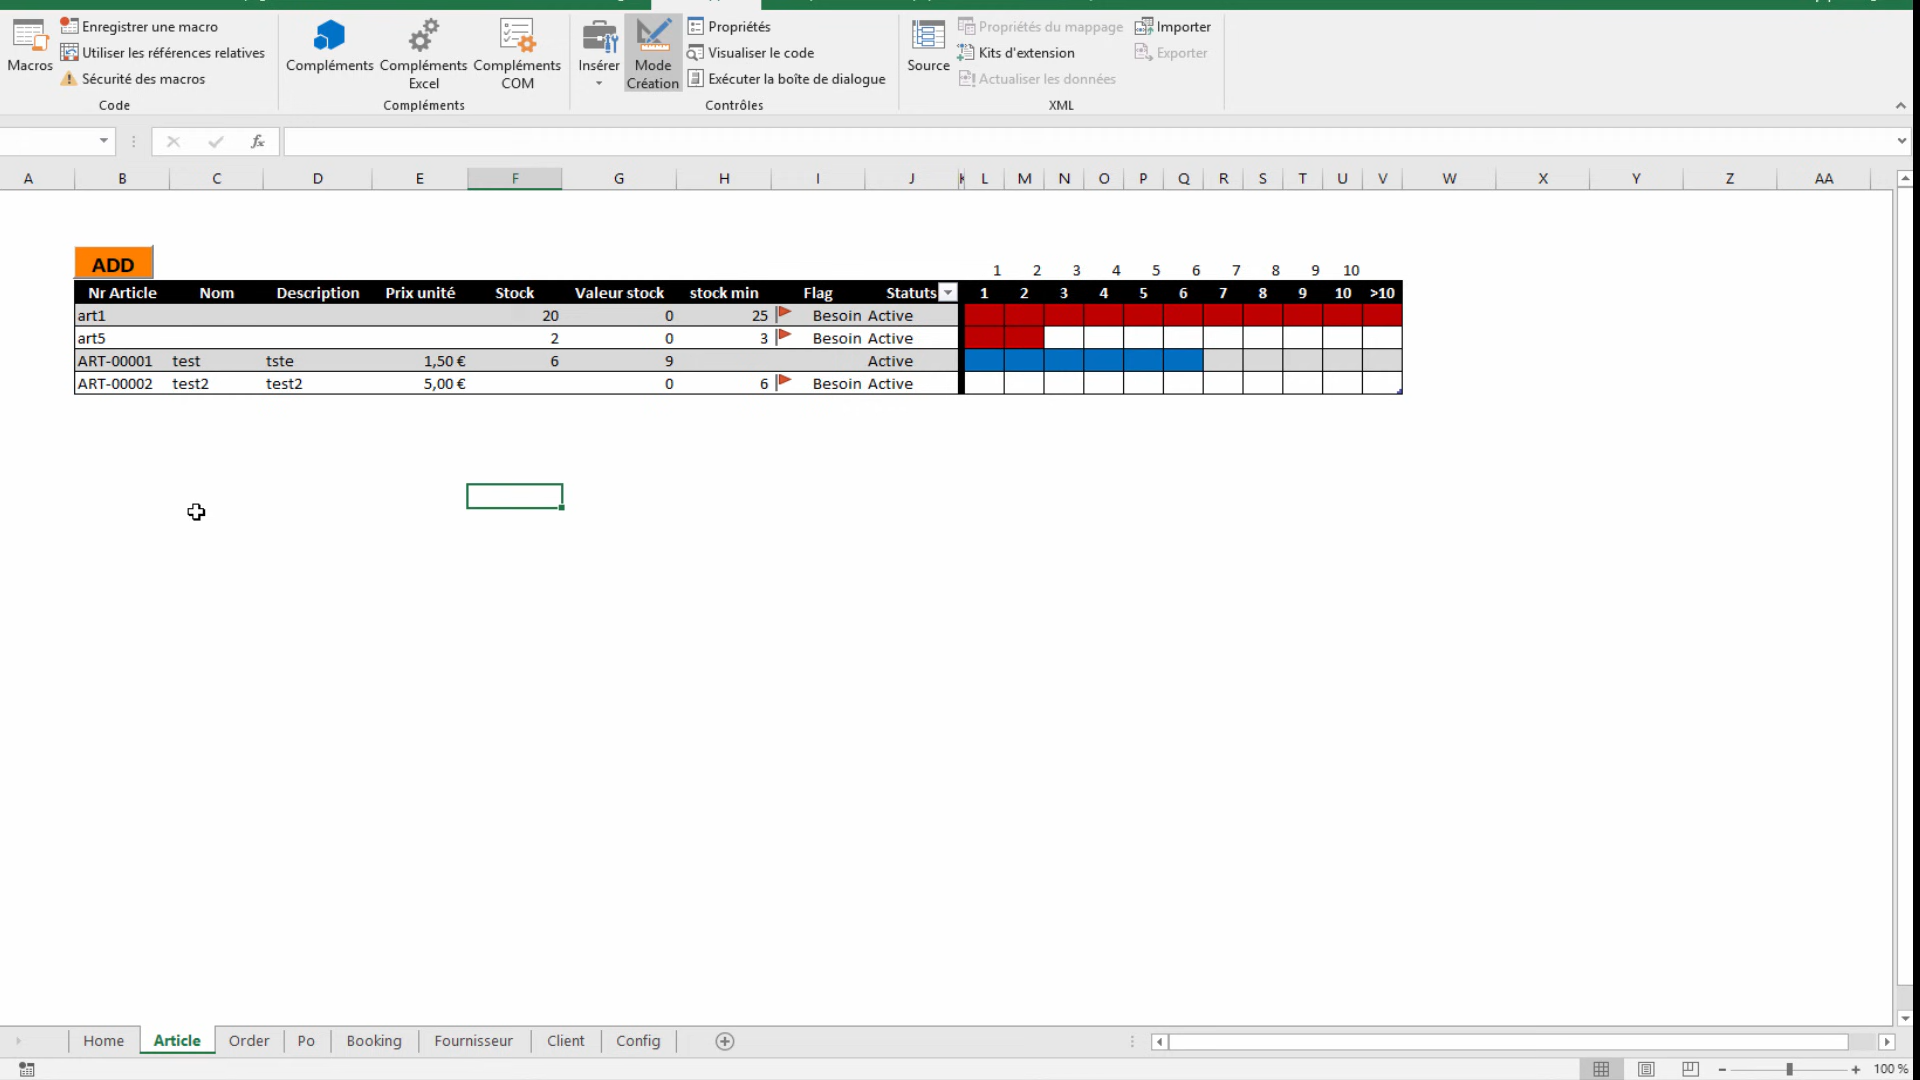 Macros
Enregistrer une macro
Utiliser les références relatives
Sécurité des macros
Code
Compléments
Compléments Excel
Compléments COM
Compléments
Insérer
Mode Création
Propriétés
Visualiser le code
Exécuter la boîte de dialogue
Contrôles
Source
Propriétés du mappage
Kits d'extension
Actualiser les données
Importer
Exporter
XML
fx
A B C D E F G H I J K L M N O P Q R S T U V W X Y Z AA
ADD
1 2 3 4 5 6 7 8 9 10
Nr Article Nom Description Prix unité Stock Valeur stock stock min Flag Statuts 1 2 3 4 5 6 7 8 9 10 >10
art1 20 0 25 Besoin Active
art5 2 0 3 Besoin Active
ART-00001 test tste 1,50 € 6 9 Active
ART-00002 test2 test2 5,00 € 0 6 Besoin Active
Home Article Order Po Booking Fournisseur Client Config
100 %